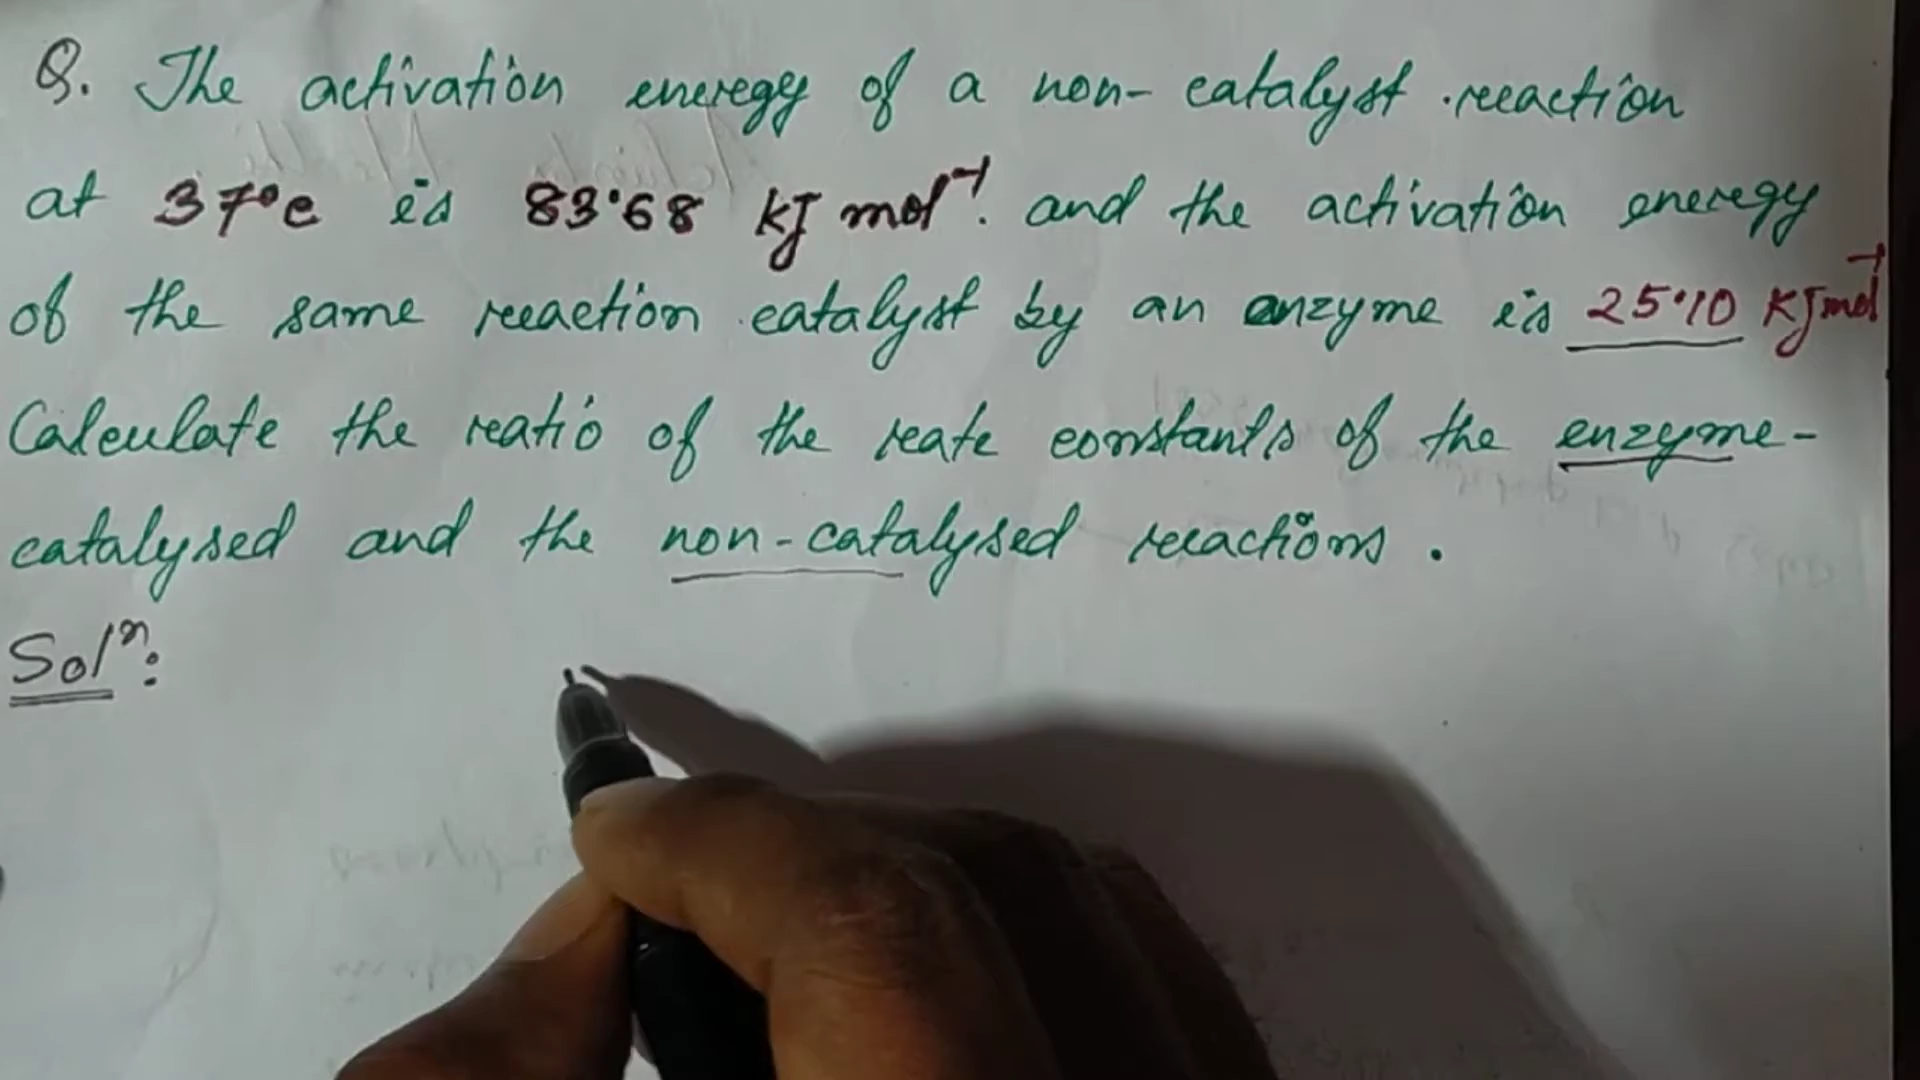 Q. The activation energy of a non-catalyst reaction
at 37°c is 83.68 kJ mol⁻¹. and the activation energy
of the same reaction catalyst by an enzyme is 25.10 KJmol⁻¹
Calculate the ratio of the rate constants of the enzyme-
catalysed and the non-catalysed reactions.
Solⁿ: